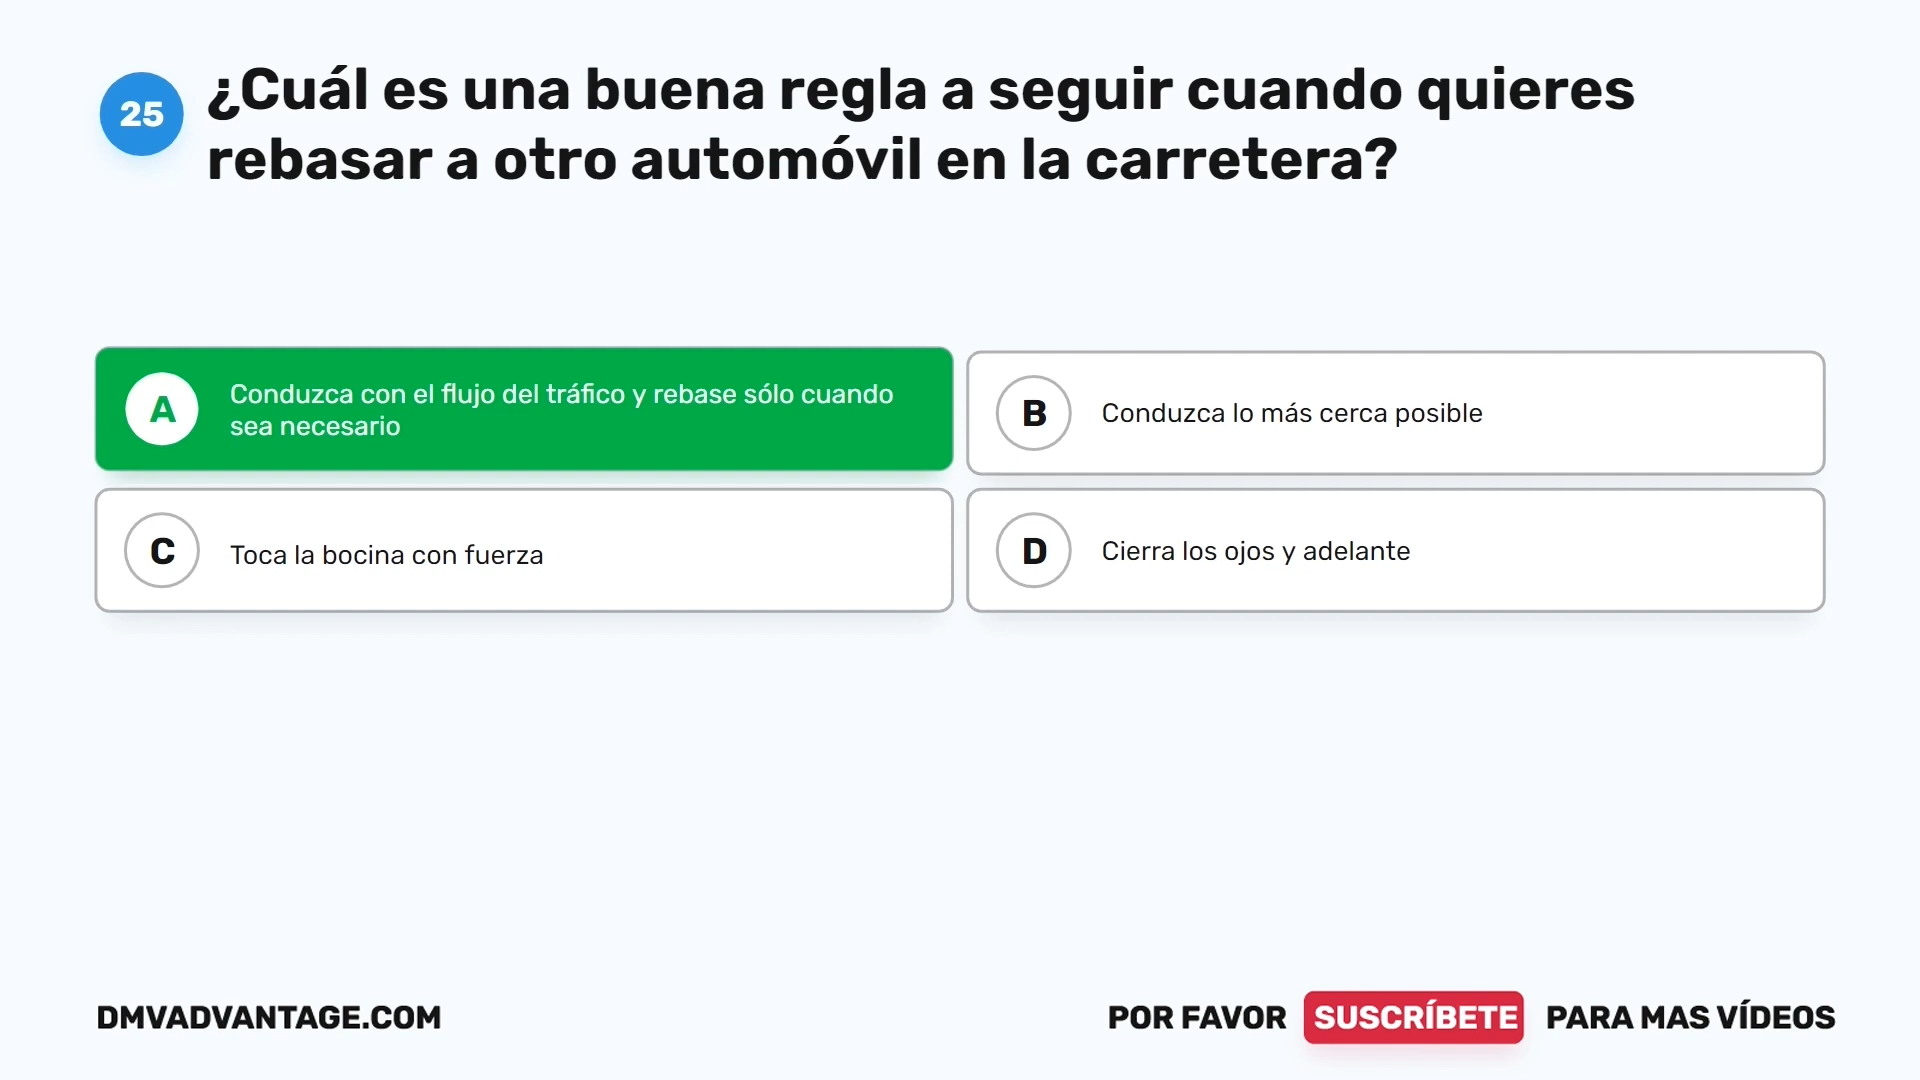 25
¿Cuál es una buena regla a seguir cuando quieres
rebasar a otro automóvil en la carretera?
A
Conduzca con el flujo del tráfico y rebase sólo cuando
sea necesario
B
Conduzca lo más cerca posible
C
Toca la bocina con fuerza
D
Cierra los ojos y adelante
DMVADVANTAGE.COM
POR FAVOR SUSCRÍBETE PARA MAS VÍDEOS